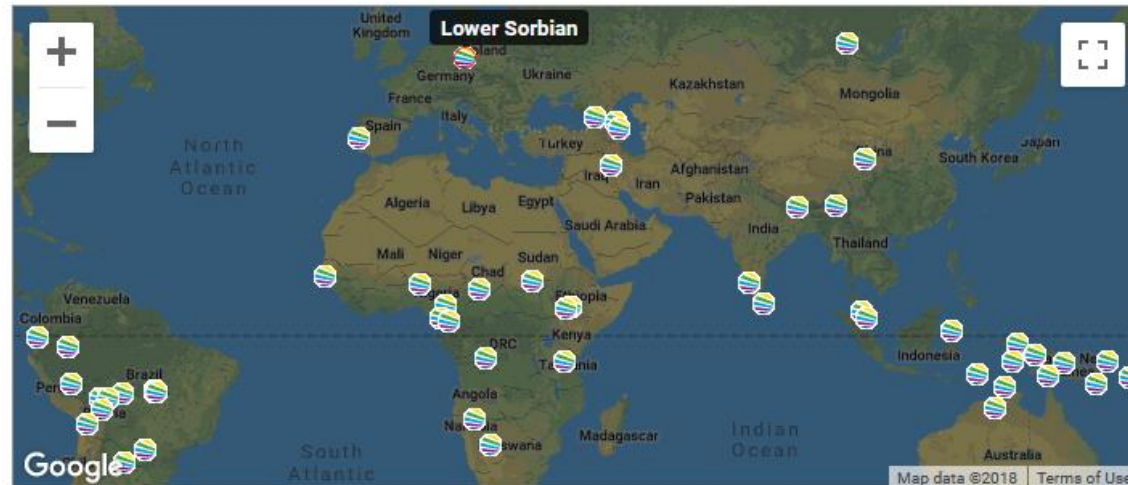 United
Kingdom
Lower Sorbian
Germany
Ukraine
Kazakhstan
Mongolia
France
Italy
Spain
Turkey
North
Atlantic
Ocean
South Korea
Japan
Afghanistan
Iran
Pakistan
Algeria
Libya
Egypt
Saudi Arabia
India
Thailand
Mali
Niger
Chad
Sudan
Ethiopia
Venezuela
Colombia
Kenya
DRC
Indonesia
Brazil
Angola
Madagascar
Indian
Ocean
South
Atlantic
Australia
Google
Map data ©2018
Terms of Use